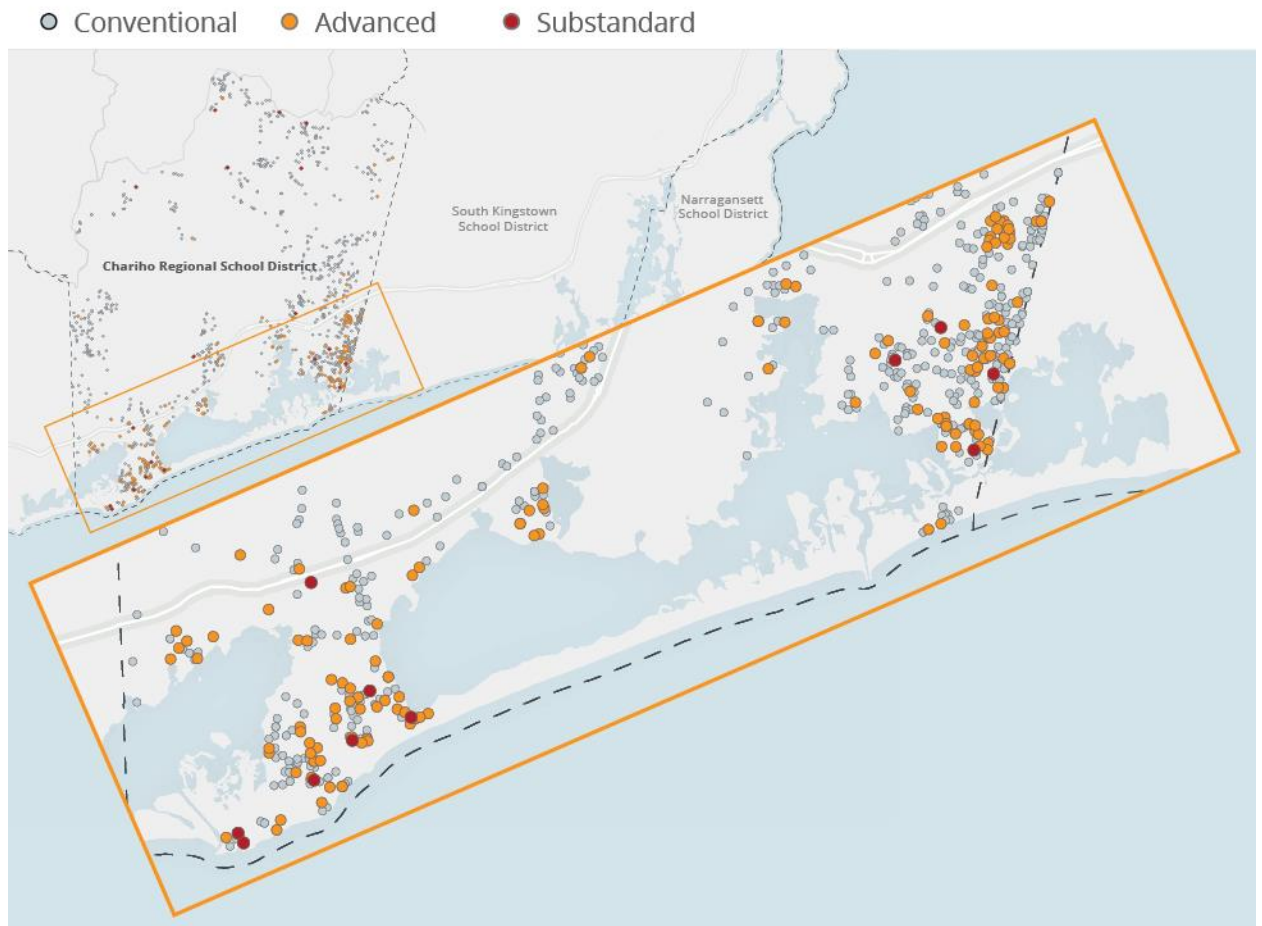 Conventional
Advanced
Substandard
South Kingstown
School District
Narragansett
School District
Chariho Regional School District